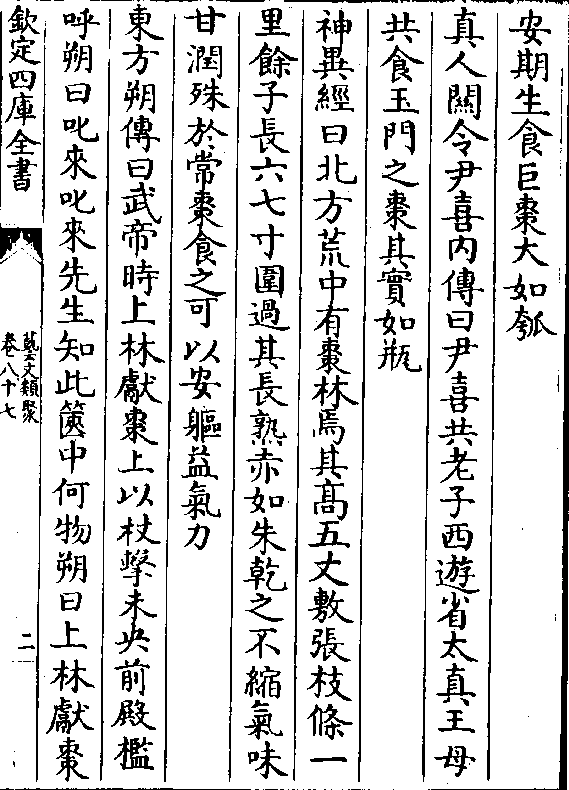 安期生食巨棗大如瓠
真人關令尹喜内傳曰尹喜共老子西遊省太真王母
共食玉門之棗其實如瓶
神異經曰北方荒中有棗林焉其髙五丈敷張枝條一
里餘子長六七寸圍過其長熟赤如朱乾之不縮氣味
甘潤殊於常棗食之可以安軀益氣力
東方朔傳曰武帝時上林獻棗上以杖擊未央前殿檻
呼朔曰叱來叱來先生知此篋中何物朔曰上林獻棗
欽定四庫全書
藝文類聚
卷八十七
二